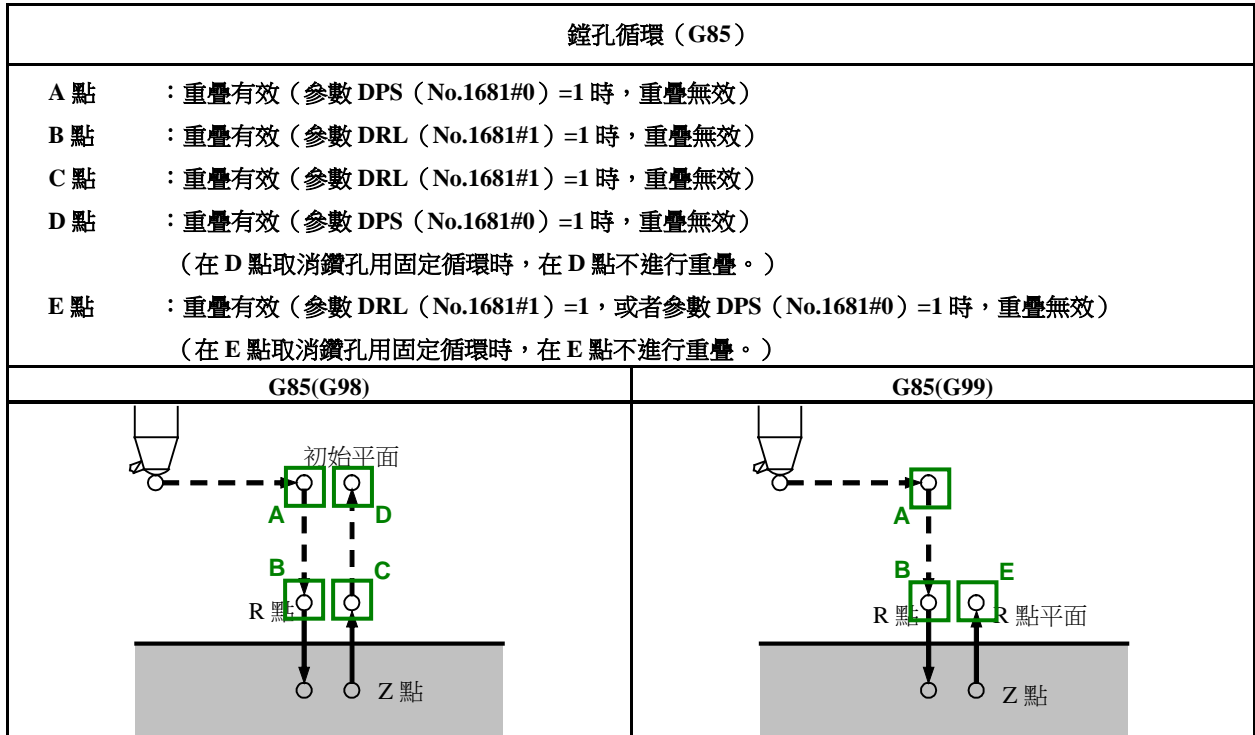 鏜孔循環（G85）
A 點 ：重疊有效（參數 DPS（No.1681#0）=1 時，重疊無效）
B 點 ：重疊有效（參數 DRL（No.1681#1）=1 時，重疊無效）
C 點 ：重疊有效（參數 DRL（No.1681#1）=1 時，重疊無效）
D 點 ：重疊有效（參數 DPS（No.1681#0）=1 時，重疊無效）
（在 D 點取消鑽孔用固定循環時，在 D 點不進行重疊。）
E 點 ：重疊有效（參數 DRL（No.1681#1）=1，或者參數 DPS（No.1681#0）=1 時，重疊無效）
（在 E 點取消鑽孔用固定循環時，在 E 點不進行重疊。）
G85(G98)
初始平面
A
D
B
C
R 點
Z 點
G85(G99)
A
B
E
R 點
R 點平面
Z 點